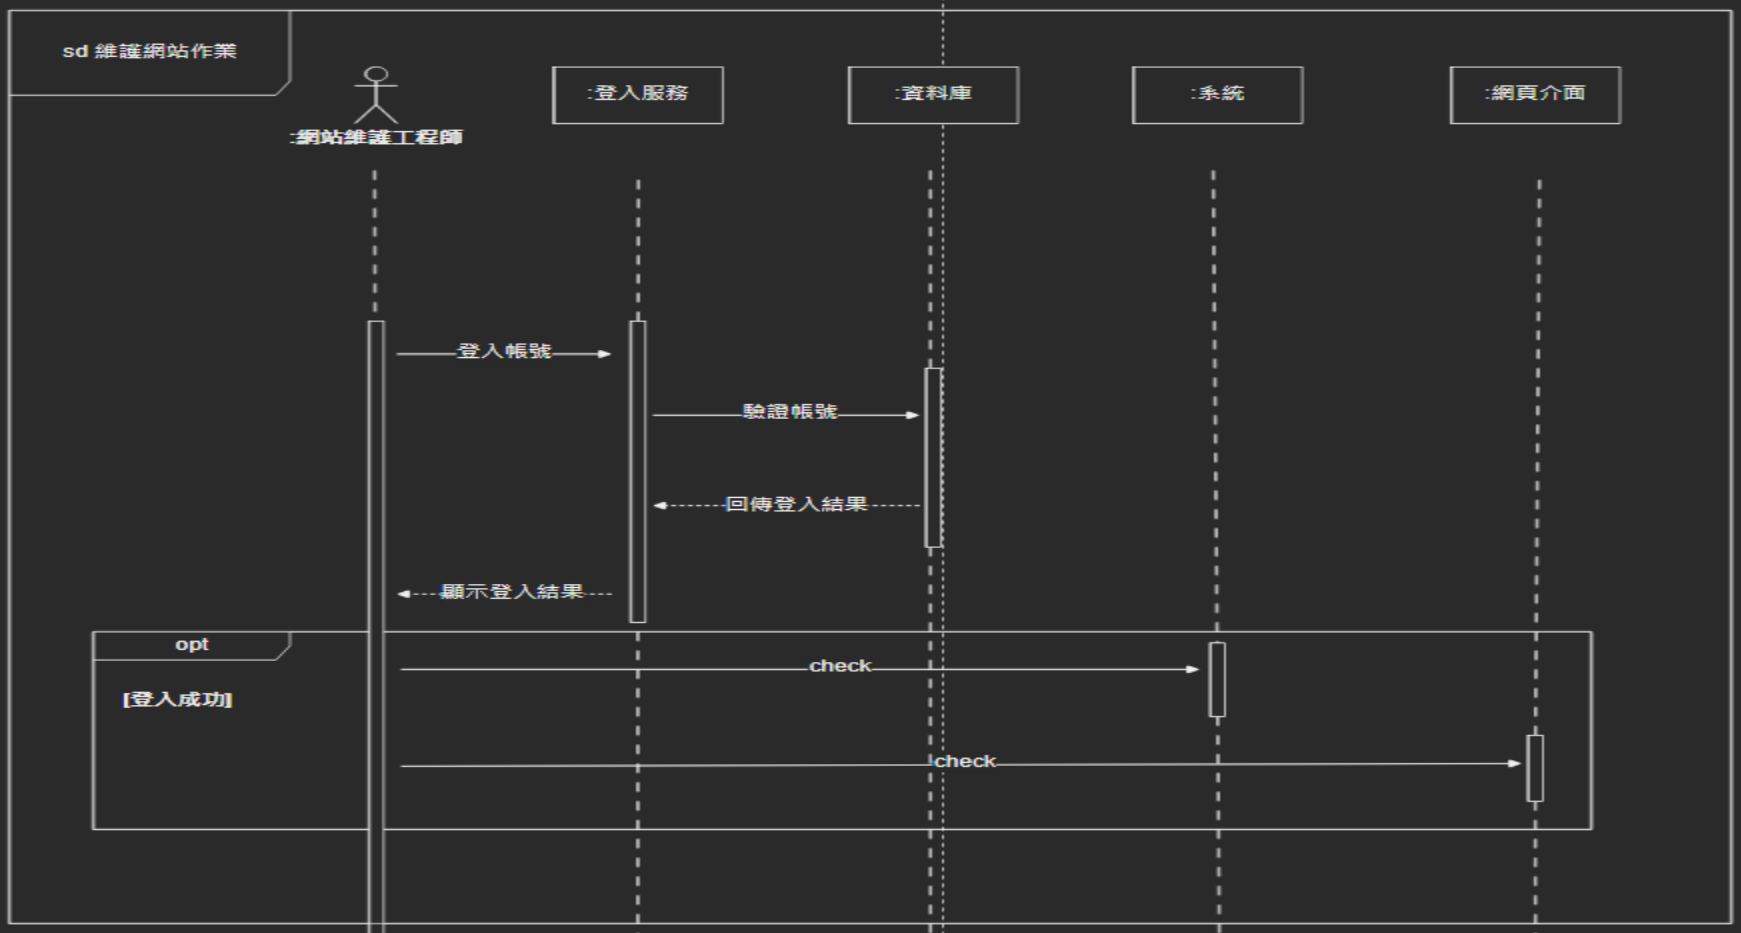 sd 維護網站作業
:網站維護工程師
:登入服務
:資料庫
:系統
:網頁介面
登入帳號
驗證帳號
回傳登入結果
顯示登入結果
opt
check
[登入成功]
check